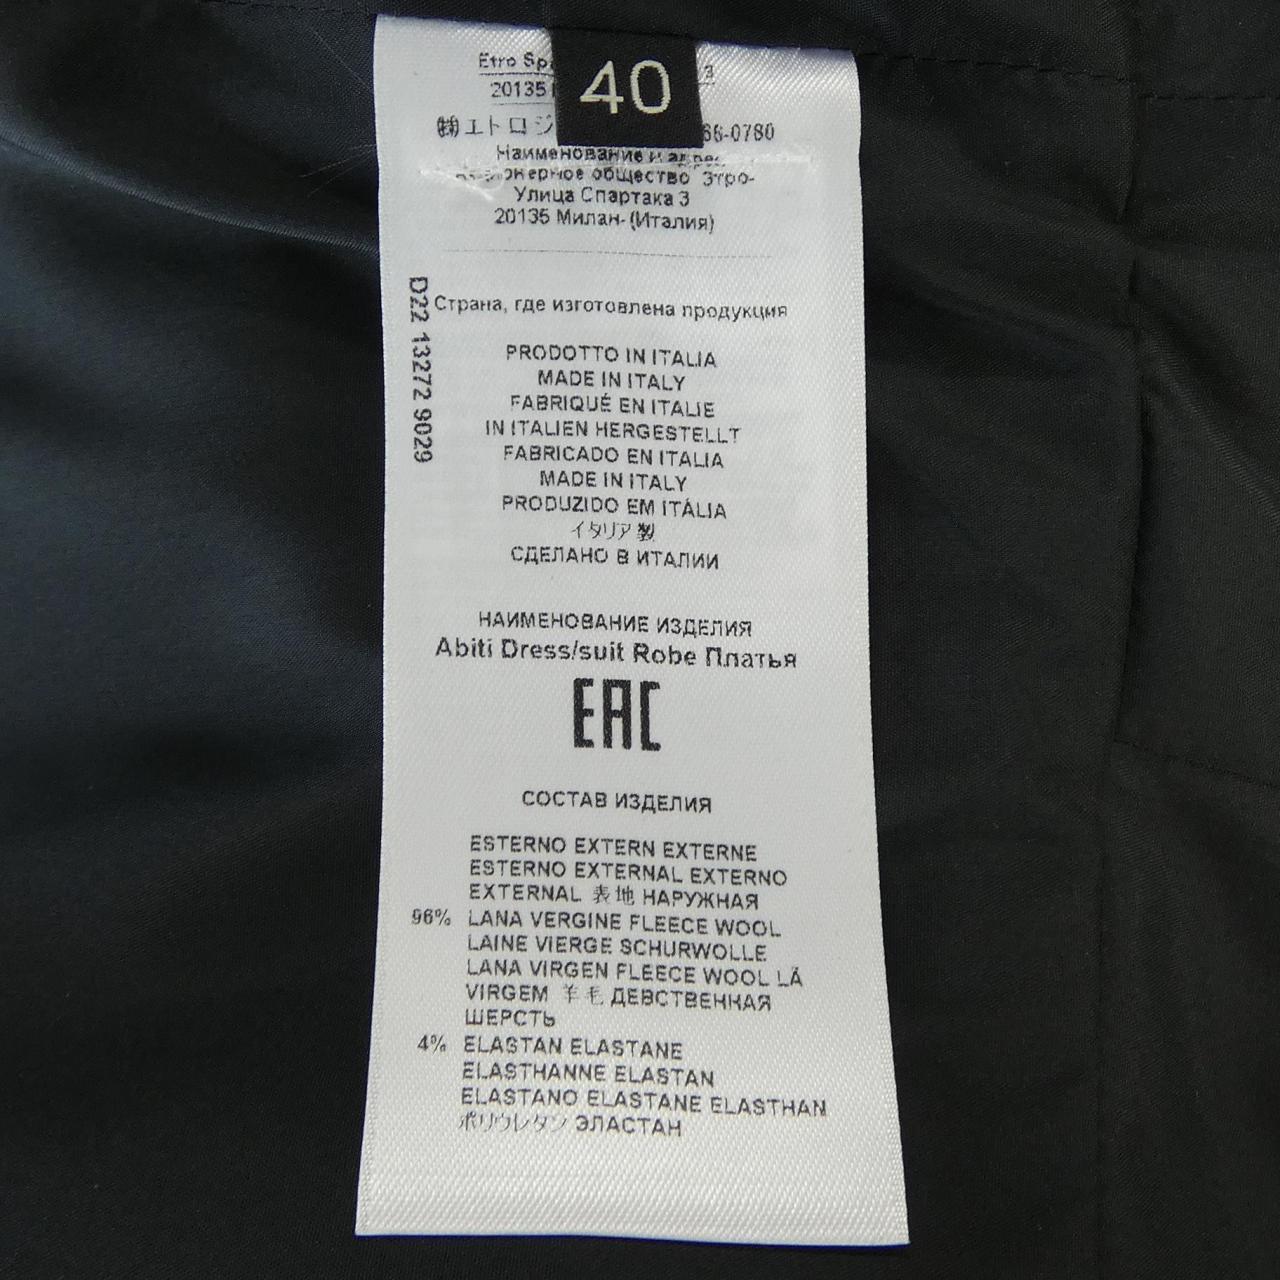 40
Etro Sp
20135
㈱エトロジ 66-0780
Наименование и адрес
общество Этро-
Улица Спартака 3
20135 Милан- (Италия)
Страна, где изготовлена продукция
D22 13272 9029
PRODOTTO IN ITALIA
MADE IN ITALY
FABRIQUÉ EN ITALIE
IN ITALIEN HERGESTELLT
FABRICADO EN ITALIA
MADE IN ITALY
PRODUZIDO EM ITÁLIA
イタリア製
СДЕЛАНО В ИТАЛИИ
НАИМЕНОВАНИЕ ИЗДЕЛИЯ
Abiti Dress/suit Robe Платья
EAC
СОСТАВ ИЗДЕЛИЯ
ESTERNO EXTERN EXTERNE
ESTERNO EXTERNAL EXTERNO
EXTERNAL 表地 НАРУЖНАЯ
96% LANA VERGINE FLEECE WOOL
LAINE VIERGE SCHURWOLLE
LANA VIRGEN FLEECE WOOL LÃ
VIRGEM 羊毛 ДЕВСТВЕННАЯ
ШЕРСТЬ
4% ELASTAN ELASTANE
ELASTHANNE ELASTAN
ELASTANO ELASTANE ELASTHAN
ポリウレタン ЭЛАСТАН